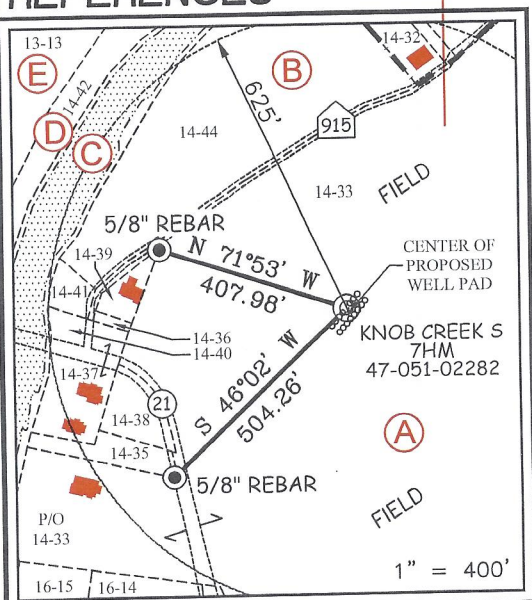 REFERENCES
13-13
14-32
E
B
14-42
625'
D
C
14-44
915
14-33
FIELD
5/8" REBAR
CENTER OF
PROPOSED
WELL PAD
14-39
N 71°53' W
407.98'
14-41
14-36
14-40
KNOB CREEK S
7HM
47-051-02282
14-37
S 46°02' W
504.26'
21
14-38
A
14-35
5/8" REBAR
FIELD
P/O
14-33
1" = 400'
16-15
16-14